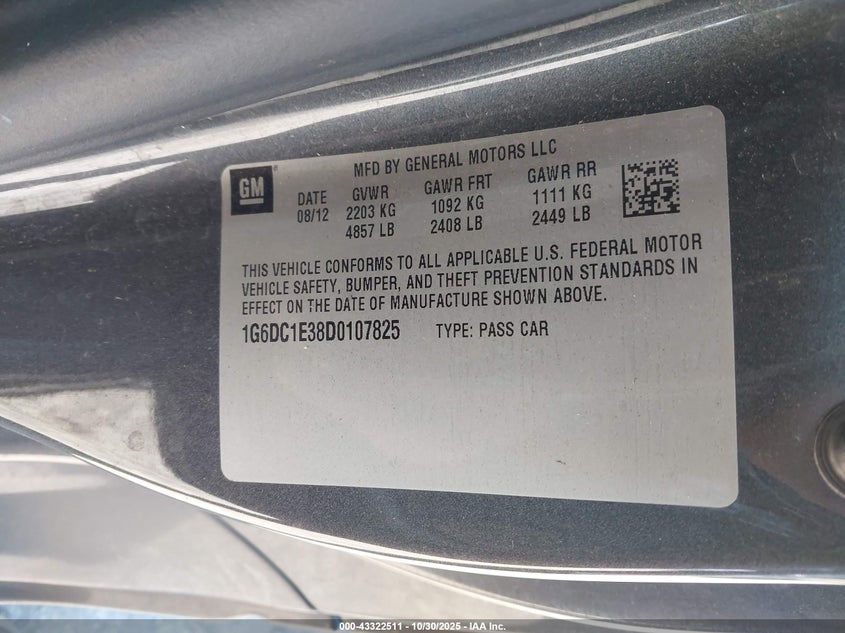 GM
MFD BY GENERAL MOTORS LLC
DATE GVWR GAWR FRT GAWR RR
08/12 2203 KG 1092 KG 1111 KG
4857 LB 2408 LB 2449 LB
THIS VEHICLE CONFORMS TO ALL APPLICABLE U.S. FEDERAL MOTOR
VEHICLE SAFETY, BUMPER, AND THEFT PREVENTION STANDARDS IN
EFFECT ON THE DATE OF MANUFACTURE SHOWN ABOVE.
1G6DC1E38D0107825 TYPE: PASS CAR
000-43322511 - 10/30/2025 - IAA Inc.